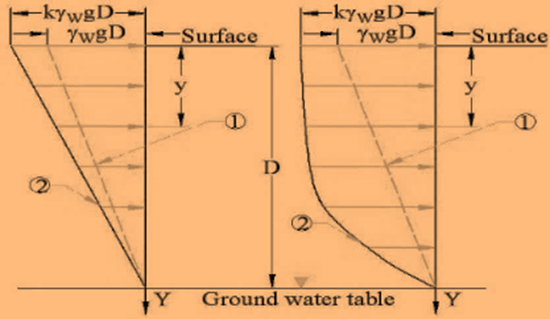 kγwgD
γwgD
Surface
y
①
②
Y
D
kγwgD
γwgD
Surface
y
①
②
Y
Ground water table